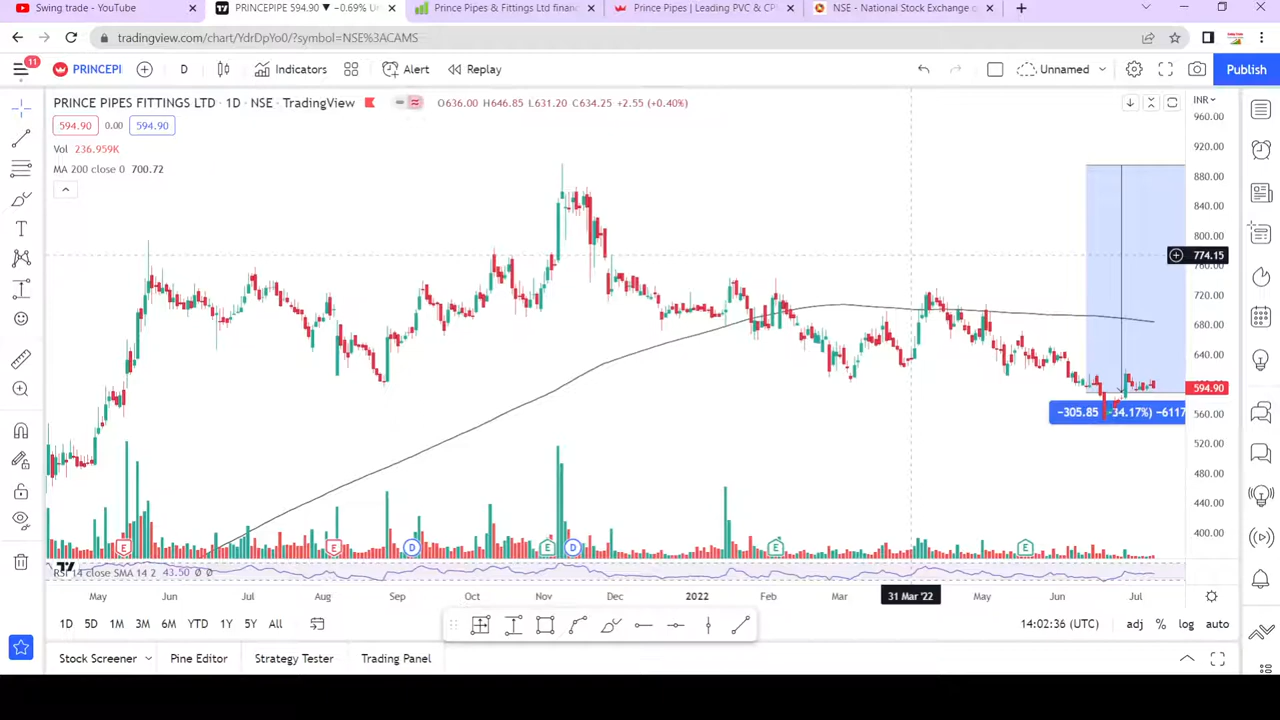 Swing trade - YouTube
PRINCEPIPE 594.90 ▼ −0.69% Un
Prince Pipes & Fittings Ltd financ
Prince Pipes | Leading PVC & CP
NSE - National Stock Exchange o
tradingview.com/chart/YdrDpYo0/?symbol=NSE%3ACAMS
11
PRINCEPI
D
Indicators
Alert
Replay
Unnamed
Publish
PRINCE PIPES FITTINGS LTD · 1D · NSE · TradingView
O636.00 H646.85 L631.20 C634.25 +2.55 (+0.40%)
INR
594.90
0.00
594.90
Vol 236.959K
MA 200 close 0 700.72
960.00
920.00
880.00
840.00
800.00
774.15
720.00
680.00
640.00
594.90
560.00
520.00
480.00
440.00
400.00
−305.85 (−34.17%) −6117
E
E
D
E
D
E
E
RSI 14 close SMA 14 2 43.50 0 0
May
Jun
Jul
Aug
Sep
Oct
Nov
Dec
2022
Feb
Mar
31 Mar '22
May
Jun
Jul
1D
5D
1M
3M
6M
YTD
1Y
5Y
All
14:02:36 (UTC)
adj
%
log
auto
Stock Screener
Pine Editor
Strategy Tester
Trading Panel